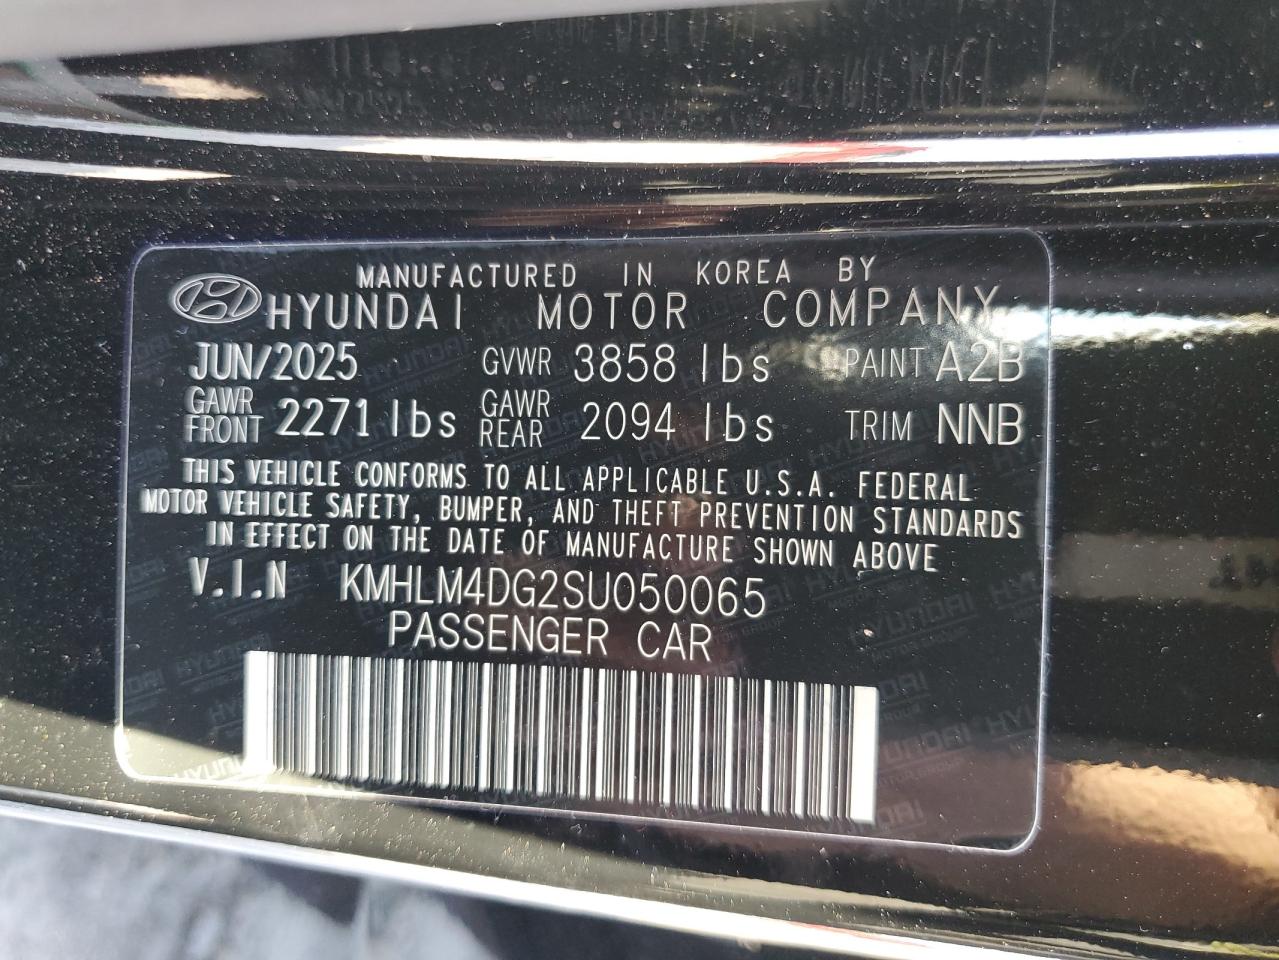 MANUFACTURED IN KOREA BY
HYUNDAI MOTOR COMPANY
JUN/2025 GVWR 3858 lbs PAINT A2B
GAWR FRONT 2271 lbs GAWR REAR 2094 lbs TRIM NNB
THIS VEHICLE CONFORMS TO ALL APPLICABLE U.S.A. FEDERAL
MOTOR VEHICLE SAFETY, BUMPER, AND THEFT PREVENTION STANDARDS
IN EFFECT ON THE DATE OF MANUFACTURE SHOWN ABOVE
V.I.N KMHLM4DG2SU050065
PASSENGER CAR